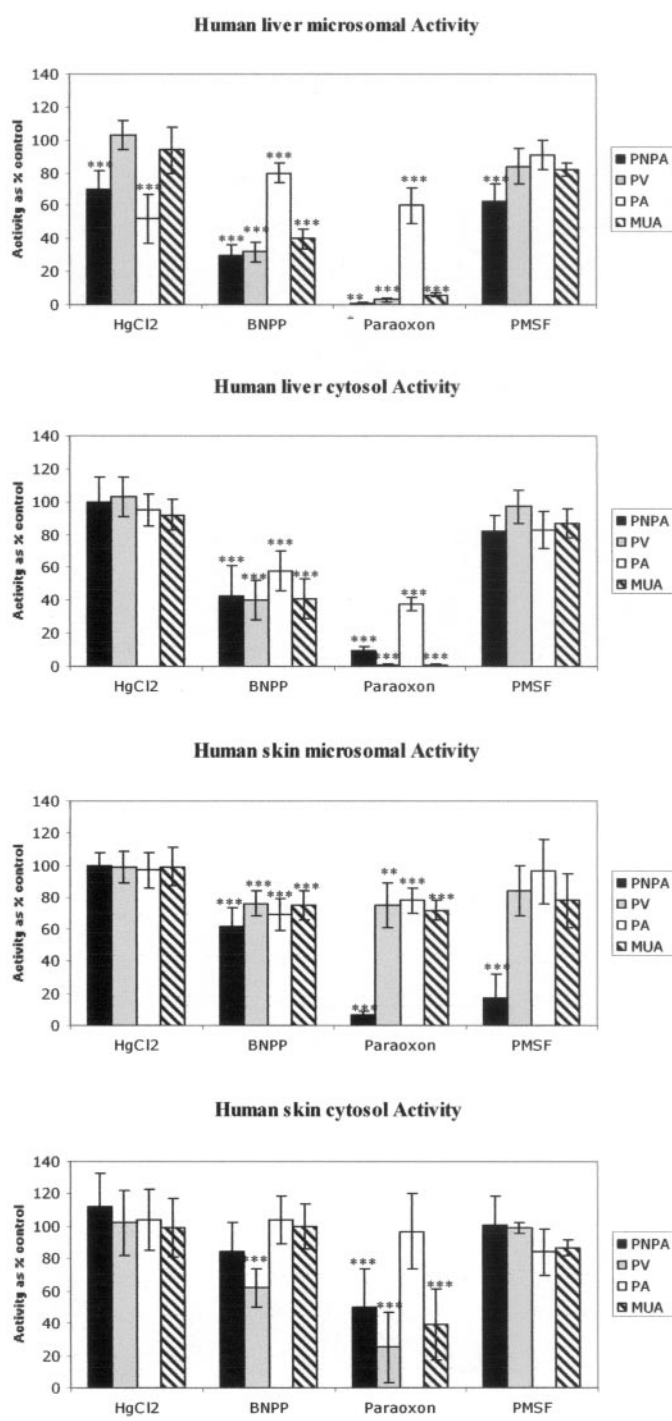 Human liver microsomal Activity
Activity as % control
140
120
100
80
60
40
20
0
*** *** *** *** *** *** ** *** *** *** ***
HgCl2 BNPP Paraoxon PMSF
PNPA
PV
PA
MUA
Human liver cytosol Activity
Activity as % control
140
120
100
80
60
40
20
0
*** *** *** *** *** *** *** ***
HgCl2 BNPP Paraoxon PMSF
PNPA
PV
PA
MUA
Human skin microsomal Activity
Activity as % control
140
120
100
80
60
40
20
0
*** *** *** *** *** ** *** *** ***
HgCl2 BNPP Paraoxon PMSF
PNPA
PV
PA
MUA
Human skin cytosol Activity
Activity as % control
140
120
100
80
60
40
20
0
*** *** *** ***
HgCl2 BNPP Paraoxon PMSF
PNPA
PV
PA
MUA